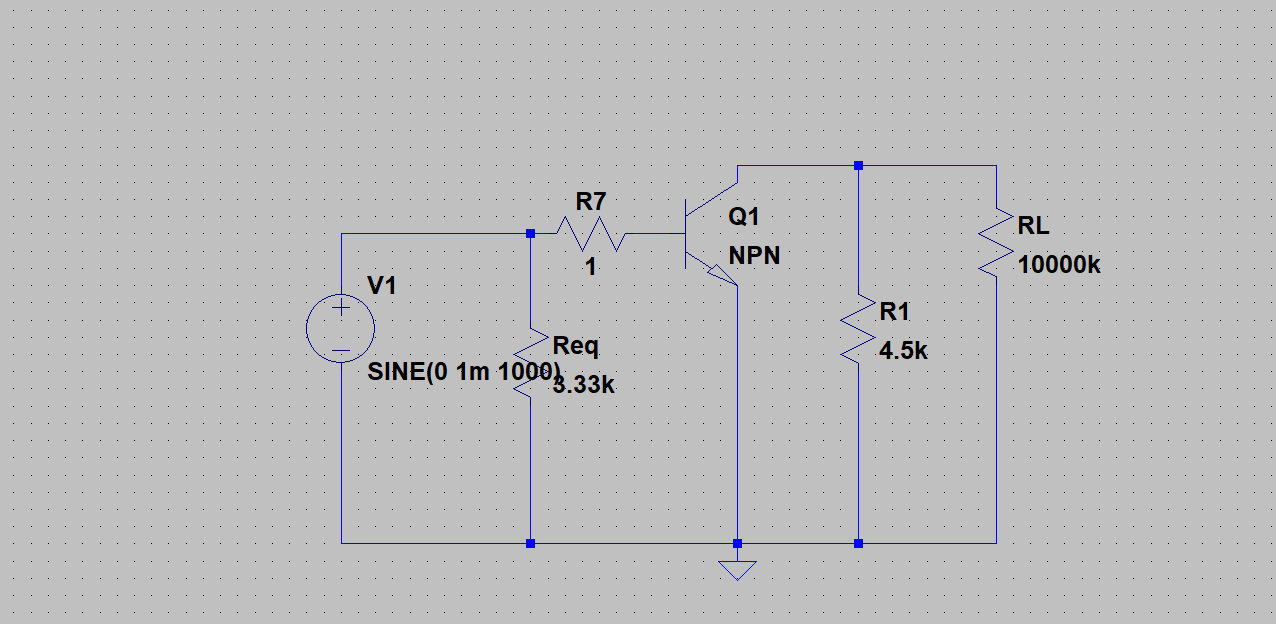 R7
1
Q1
NPN
RL
10000k
V1
SINE(0 1m 1000)
Req
3.33k
R1
4.5k